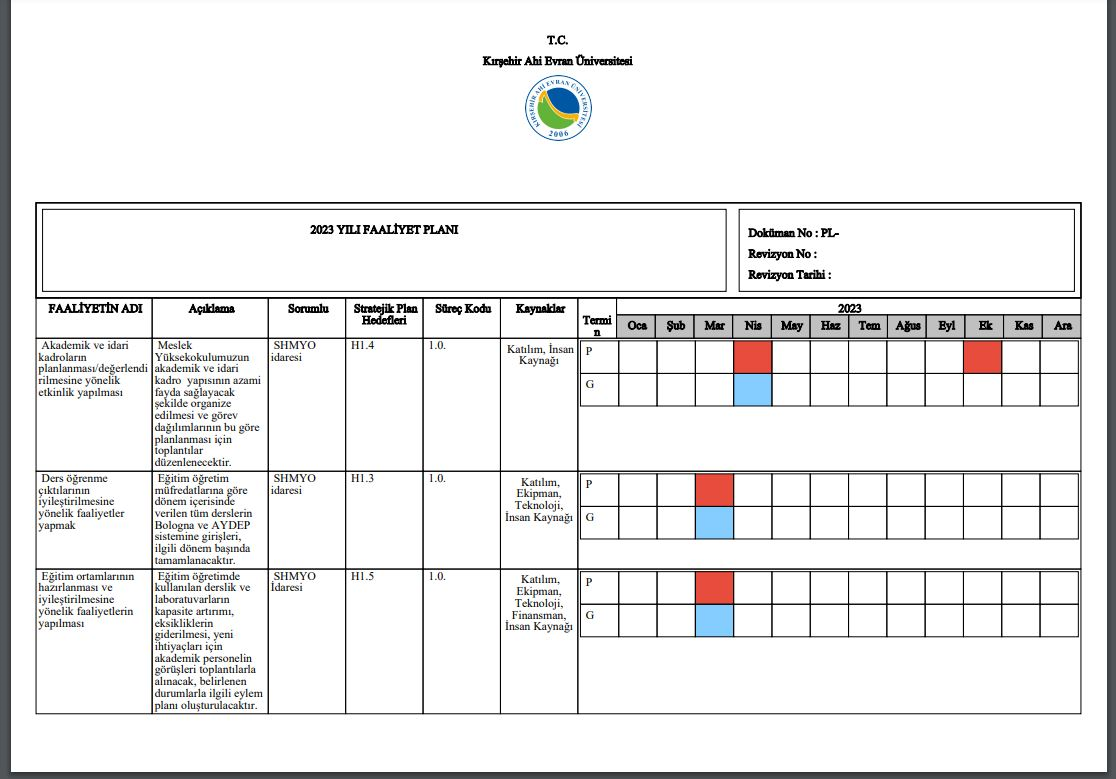 T.C.
Kırşehir Ahi Evran Üniversitesi
KIRŞEHİR AHİ EVRAN ÜNİVERSİTESİ
2006
2023 YILI FAALİYET PLANI
Doküman No : PL-
Revizyon No :
Revizyon Tarihi :
FAALİYETİN ADI
Açıklama
Sorumlu
Stratejik Plan
Hedefleri
Süreç Kodu
Kaynaklar
Termi
n
2023
Oca Şub Mar Nis May Haz Tem Ağus Eyl Ek Kas Ara
Akademik ve idari
kadroların
planlanması/değerlendi
rilmesine yönelik
etkinlik yapılması
Meslek
Yüksekokulumuzun
akademik ve idari
kadro yapısının azami
fayda sağlayacak
şekilde organize
edilmesi ve görev
dağılımlarının bu göre
planlanması için
toplantılar
düzenlenecektir.
SHMYO
idaresi
H1.4
1.0.
Katılım, İnsan
Kaynağı
P
G
Ders öğrenme
çıktılarının
iyileştirilmesine
yönelik faaliyetler
yapmak
Eğitim öğretim
müfredatlarına göre
dönem içerisinde
verilen tüm derslerin
Bologna ve AYDEP
sistemine girişleri,
ilgili dönem başında
tamamlanacaktır.
SHMYO
idaresi
H1.3
1.0.
Katılım,
Ekipman,
Teknoloji,
İnsan Kaynağı
P
G
Eğitim ortamlarının
hazırlanması ve
iyileştirilmesine
yönelik faaliyetlerin
yapılması
Eğitim öğretimde
kullanılan derslik ve
laboratuvarların
kapasite artırımı,
eksikliklerin
giderilmesi, yeni
ihtiyaçları için
akademik personelin
görüşleri toplantılarla
alınacak, belirlenen
durumlarla ilgili eylem
planı oluşturulacaktır.
SHMYO
İdaresi
H1.5
1.0.
Katılım,
Ekipman,
Teknoloji,
Finansman,
İnsan Kaynağı
P
G